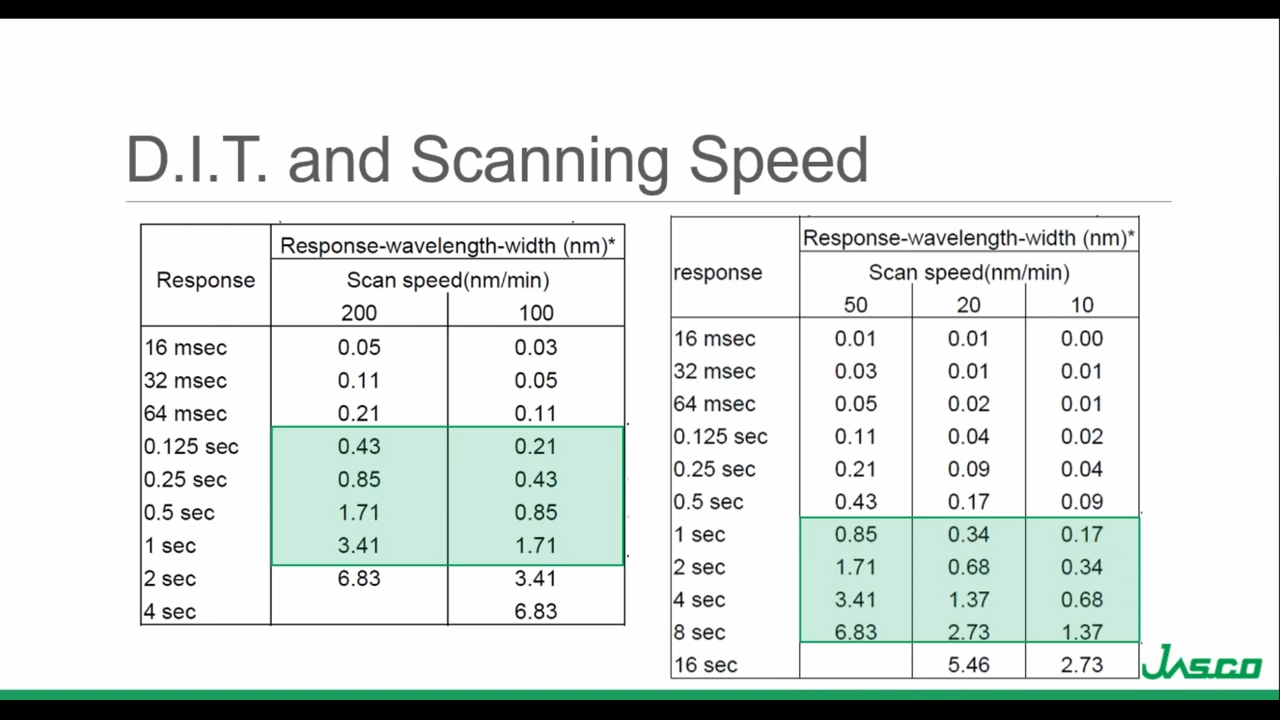 D.I.T. and Scanning Speed
Response
Response-wavelength-width (nm)*
Scan speed(nm/min)
200 100
16 msec 0.05 0.03
32 msec 0.11 0.05
64 msec 0.21 0.11
0.125 sec 0.43 0.21
0.25 sec 0.85 0.43
0.5 sec 1.71 0.85
1 sec 3.41 1.71
2 sec 6.83 3.41
4 sec 6.83
response
Response-wavelength-width (nm)*
Scan speed(nm/min)
50 20 10
16 msec 0.01 0.01 0.00
32 msec 0.03 0.01 0.01
64 msec 0.05 0.02 0.01
0.125 sec 0.11 0.04 0.02
0.25 sec 0.21 0.09 0.04
0.5 sec 0.43 0.17 0.09
1 sec 0.85 0.34 0.17
2 sec 1.71 0.68 0.34
4 sec 3.41 1.37 0.68
8 sec 6.83 2.73 1.37
16 sec 5.46 2.73
JASCO